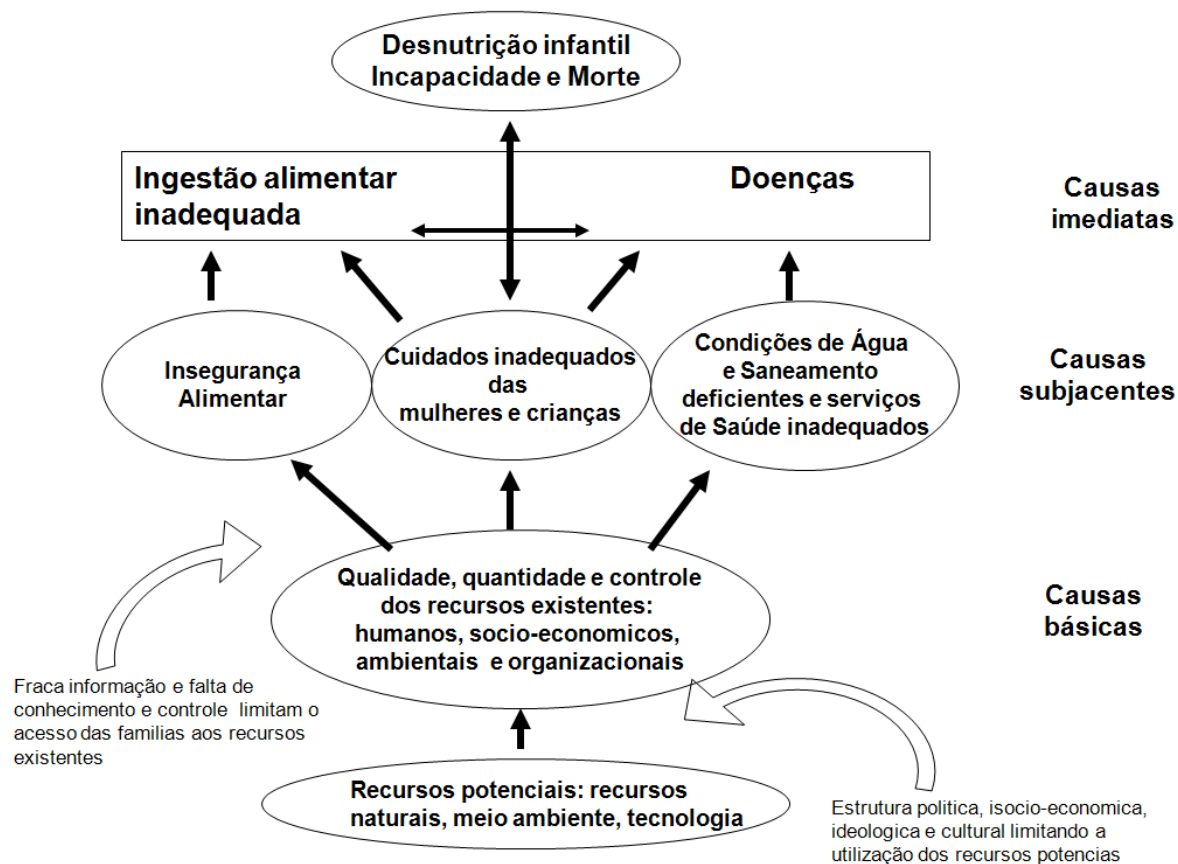 Desnutrição infantil
Incapacidade e Morte
Ingestão alimentar
inadequada
Doenças
Causas
imediatas
Insegurança
Alimentar
Cuidados inadequados
das
mulheres e crianças
Condições de Água
e Saneamento
deficientes e serviços
de Saúde inadequados
Causas
subjacentes
Qualidade, quantidade e controle
dos recursos existentes:
humanos, socio-economicos,
ambientais e organizacionais
Causas
básicas
Fraca informação e falta de
conhecimento e controle limitam o
acesso das familias aos recursos
existentes
Recursos potenciais: recursos
naturais, meio ambiente, tecnologia
Estrutura politica, isocio-economica,
ideologica e cultural limitando a
utilização dos recursos potencias